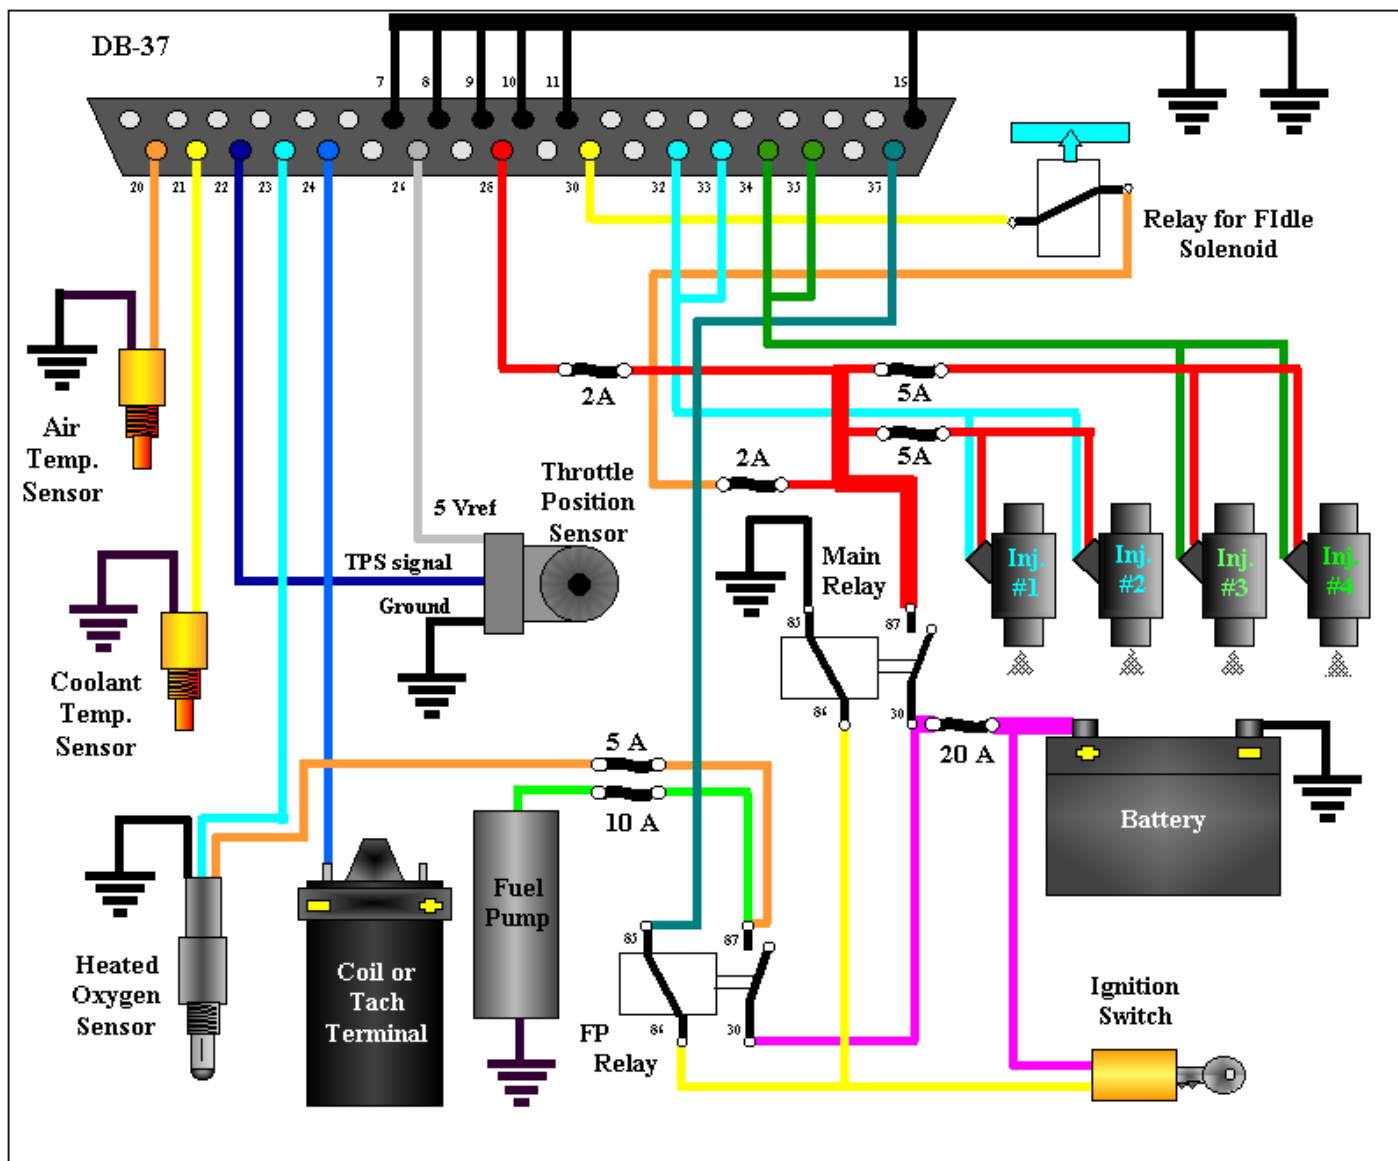 DB-37
7
8
9
10
11
19
20
21
22
23
24
26
28
30
32
33
34
35
37
Relay for FIdle
Solenoid
Air
Temp.
Sensor
2A
5A
5A
2A
Throttle
Position
Sensor
5 Vref
TPS signal
Ground
Main
Relay
85
87
86
30
Inj.
#1
Inj.
#2
Inj.
#3
Inj.
#4
Coolant
Temp.
Sensor
5 A
10 A
20 A
Battery
Fuel
Pump
Heated
Oxygen
Sensor
Coil or
Tach
Terminal
85
87
86
30
FP
Relay
Ignition
Switch